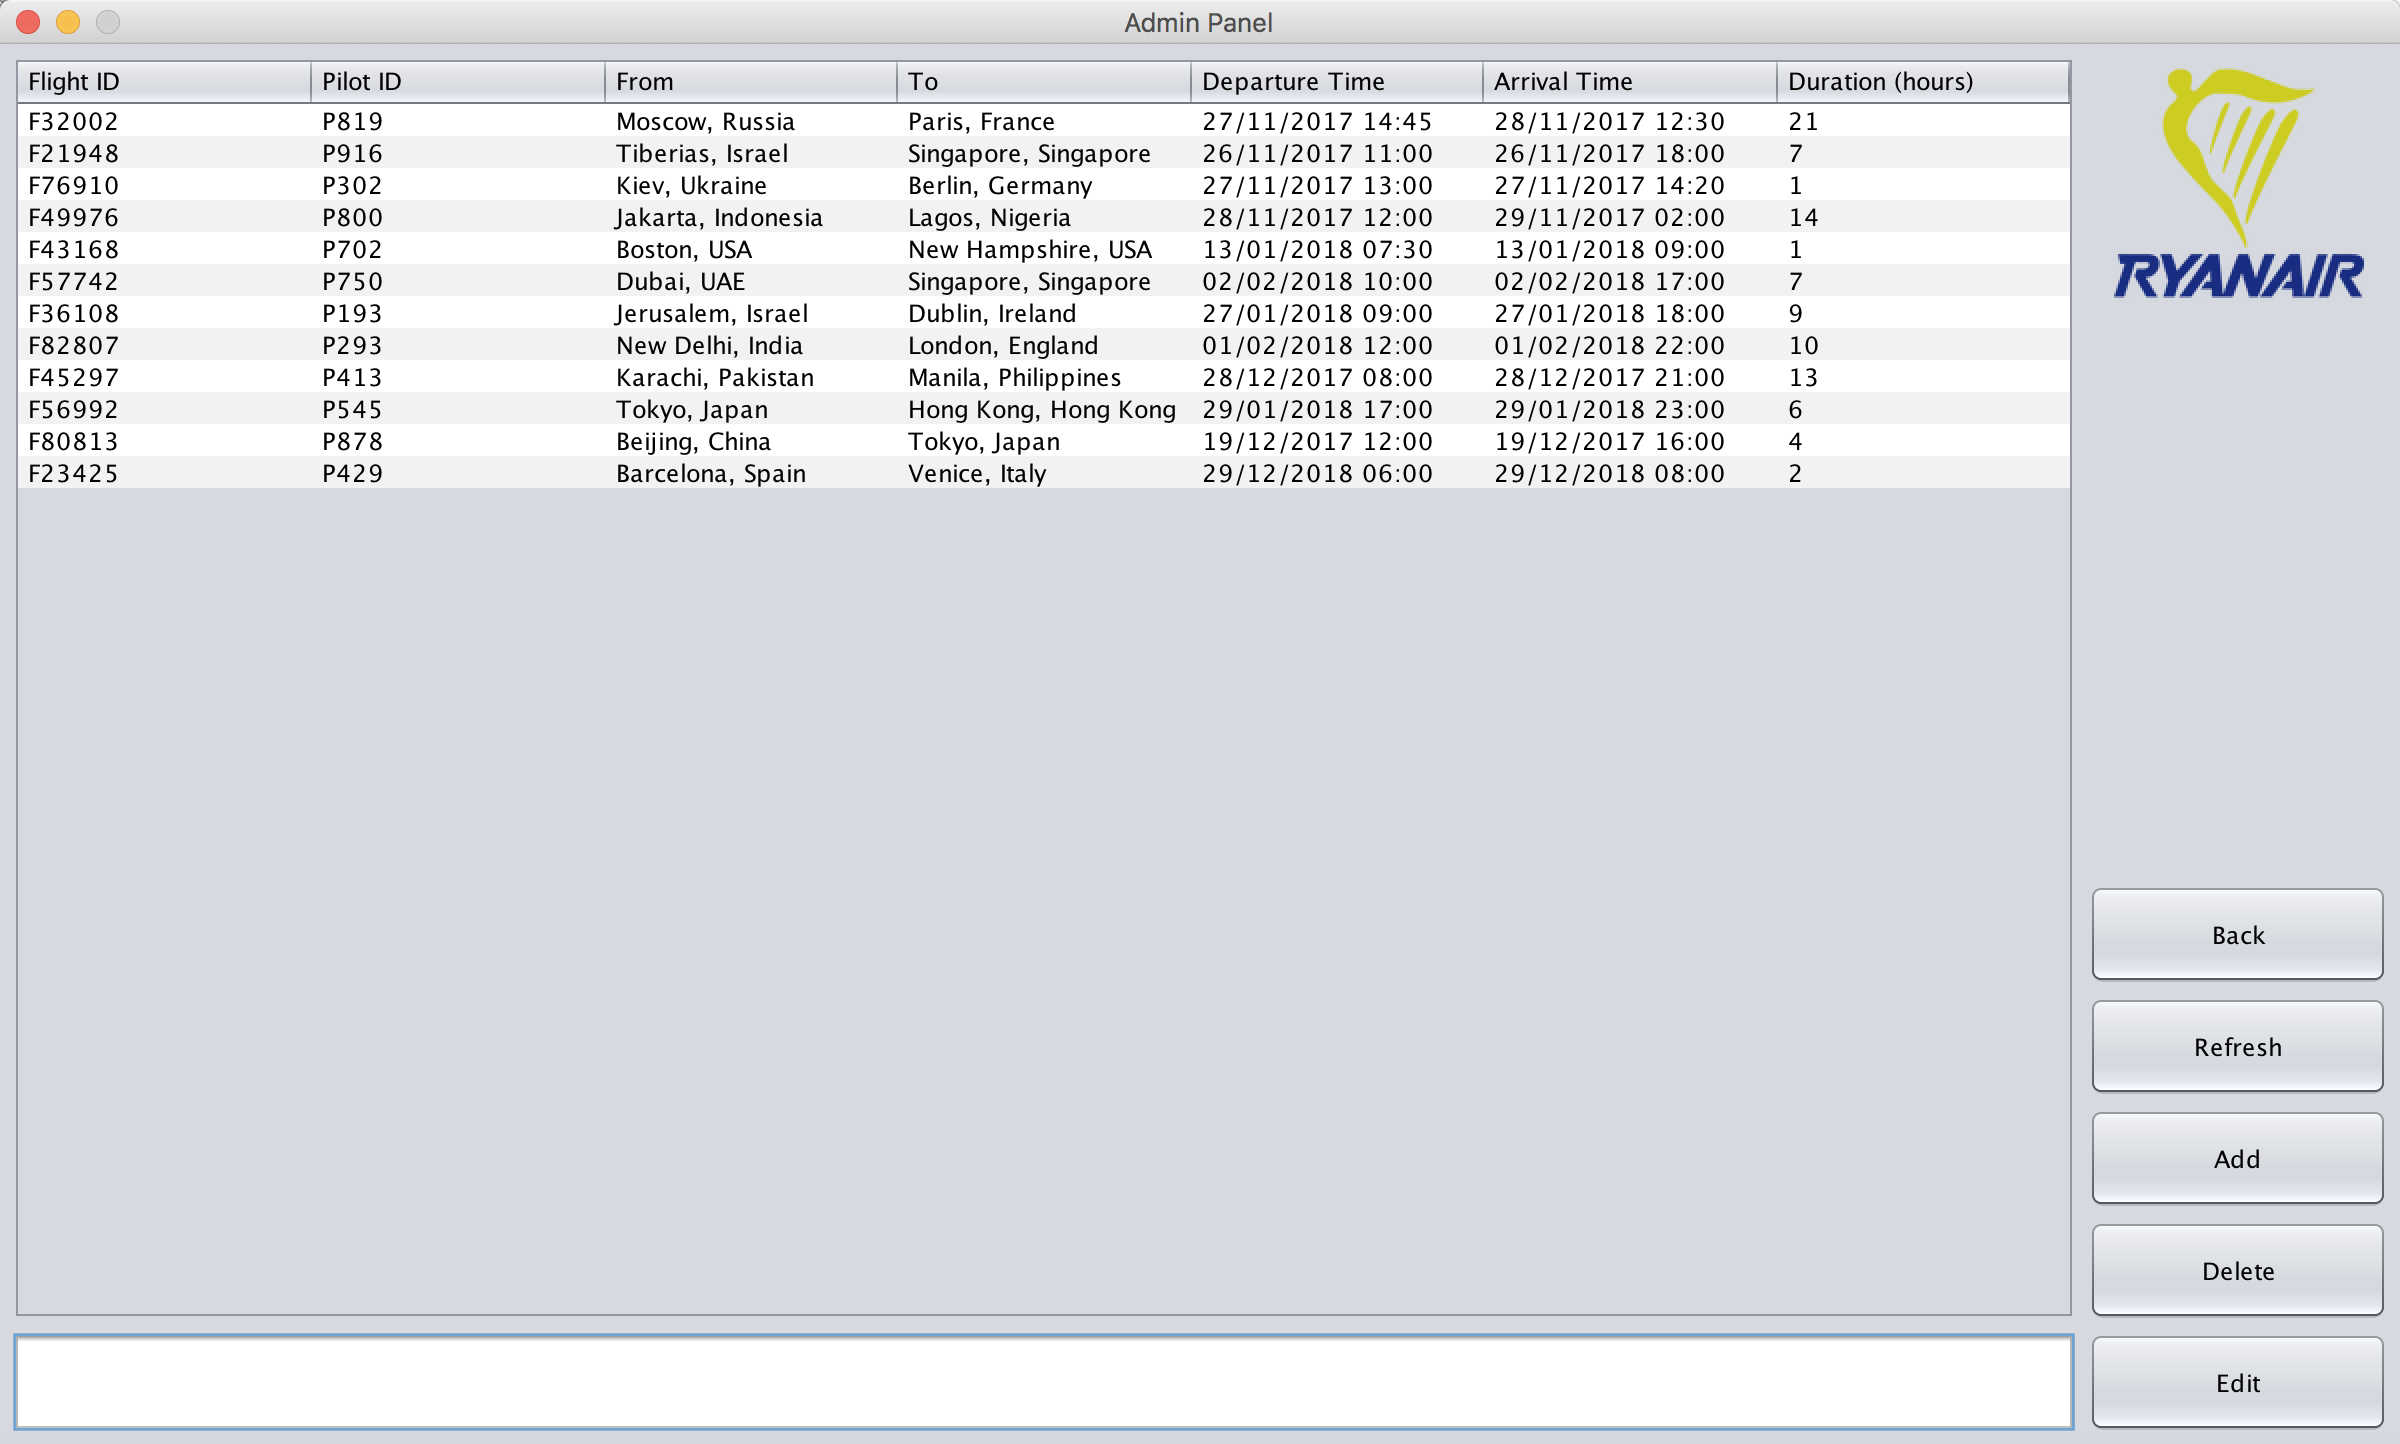 Admin Panel
Flight ID Pilot ID From To Departure Time Arrival Time Duration (hours)
F32002 P819 Moscow, Russia Paris, France 27/11/2017 14:45 28/11/2017 12:30 21
F21948 P916 Tiberias, Israel Singapore, Singapore 26/11/2017 11:00 26/11/2017 18:00 7
F76910 P302 Kiev, Ukraine Berlin, Germany 27/11/2017 13:00 27/11/2017 14:20 1
F49976 P800 Jakarta, Indonesia Lagos, Nigeria 28/11/2017 12:00 29/11/2017 02:00 14
F43168 P702 Boston, USA New Hampshire, USA 13/01/2018 07:30 13/01/2018 09:00 1
F57742 P750 Dubai, UAE Singapore, Singapore 02/02/2018 10:00 02/02/2018 17:00 7
F36108 P193 Jerusalem, Israel Dublin, Ireland 27/01/2018 09:00 27/01/2018 18:00 9
F82807 P293 New Delhi, India London, England 01/02/2018 12:00 01/02/2018 22:00 10
F45297 P413 Karachi, Pakistan Manila, Philippines 28/12/2017 08:00 28/12/2017 21:00 13
F56992 P545 Tokyo, Japan Hong Kong, Hong Kong 29/01/2018 17:00 29/01/2018 23:00 6
F80813 P878 Beijing, China Tokyo, Japan 19/12/2017 12:00 19/12/2017 16:00 4
F23425 P429 Barcelona, Spain Venice, Italy 29/12/2018 06:00 29/12/2018 08:00 2
RYANAIR
Back
Refresh
Add
Delete
Edit